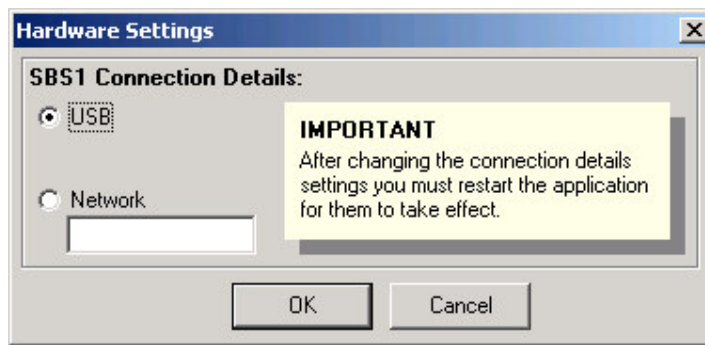 Hardware Settings
SBS1 Connection Details:
USB
IMPORTANT
After changing the connection details
settings you must restart the application
for them to take effect.
Network
OK
Cancel